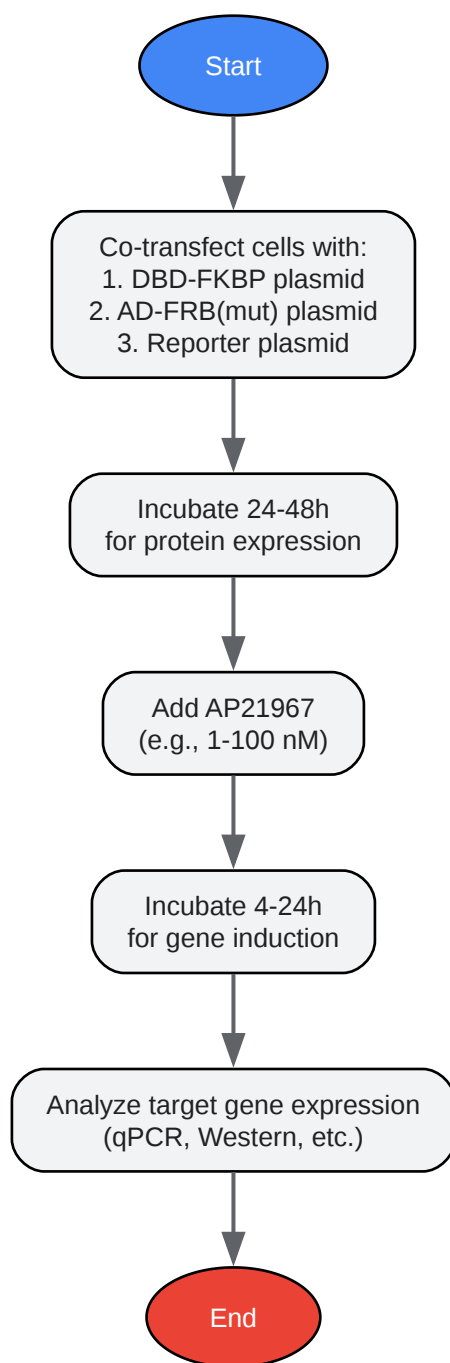 Start
Co-transfect cells with:
1. DBD-FKBP plasmid
2. AD-FRB(mut) plasmid
3. Reporter plasmid
Incubate 24-48h
for protein expression
Add AP21967
(e.g., 1-100 nM)
Incubate 4-24h
for gene induction
Analyze target gene expression
(qPCR, Western, etc.)
End